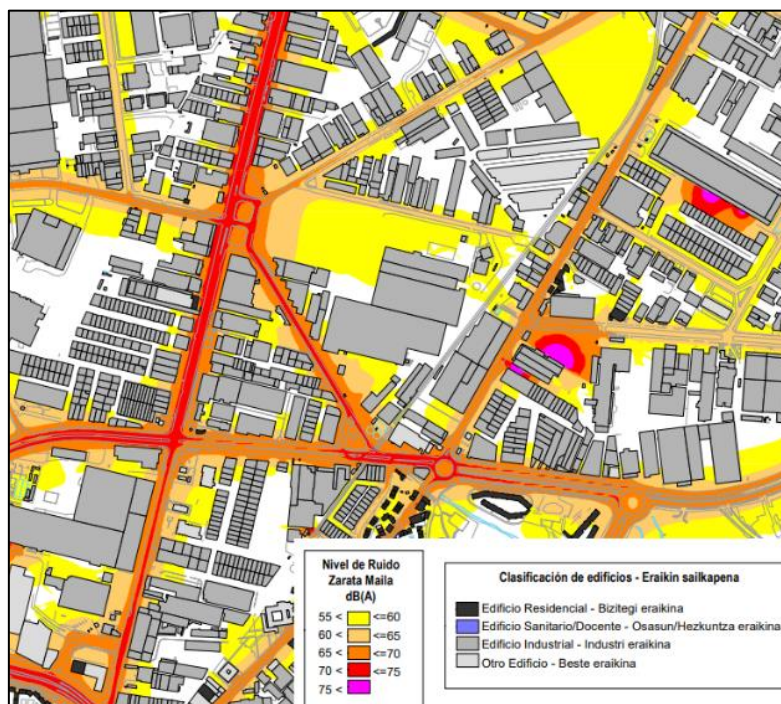 Nivel de Ruido
Zarata Maila
dB(A)
55 < <=60
60 < <=65
65 < <=70
70 < <=75
75 <
Clasificación de edificios - Eraikin sailkapena
Edificio Residencial - Bizitegi eraikina
Edificio Sanitario/Docente - Osasun/Hezkuntza eraikina
Edificio Industrial - Industri eraikina
Otro Edificio - Beste eraikina